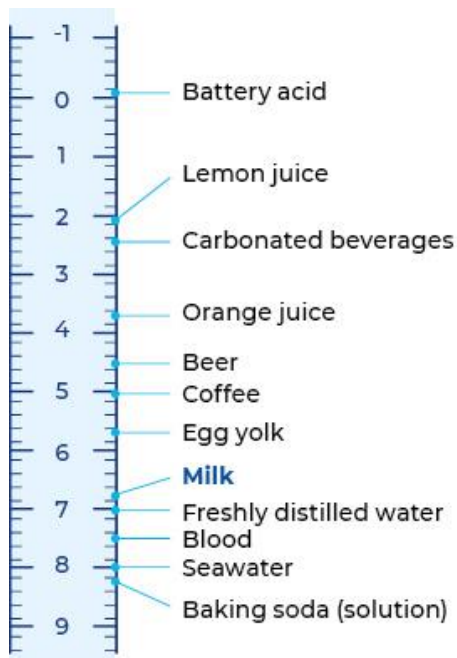 -1
0
Battery acid
1
Lemon juice
2
Carbonated beverages
3
Orange juice
4
Beer
5
Coffee
Egg yolk
6
Milk
7
Freshly distilled water
Blood
8
Seawater
Baking soda (solution)
9